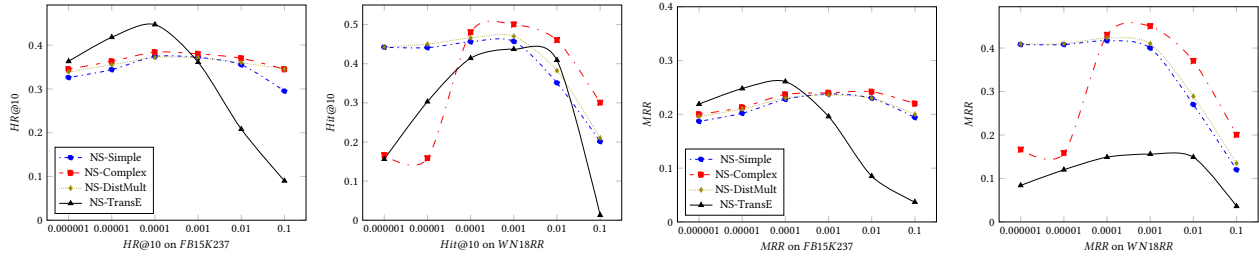 HR@10
0.4
0.3
0.2
0.1
0
NS-Simple
NS-Complex
NS-DistMult
NS-TransE
0.000001 0.00001 0.0001 0.001 0.01 0.1
HR@10 on FB15K237
Hit@10
0.5
0.4
0.3
0.2
0.1
0
0.000001 0.00001 0.0001 0.001 0.01 0.1
Hit@10 on WN18RR
MRR
0.4
0.3
0.2
0.1
0
NS-Simple
NS-Complex
NS-DistMult
NS-TransE
0.000001 0.00001 0.0001 0.001 0.01 0.1
MRR on FB15K237
MRR
0.4
0.3
0.2
0.1
0
0.000001 0.00001 0.0001 0.001 0.01 0.1
MRR on WN18RR